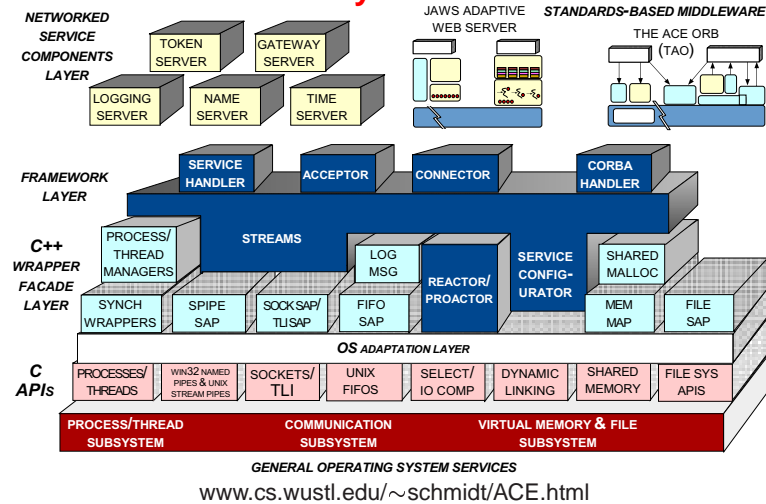 NETWORKED
SERVICE
COMPONENTS
LAYER
TOKEN
SERVER
GATEWAY
SERVER
LOGGING
SERVER
NAME
SERVER
TIME
SERVER
JAWS ADAPTIVE
WEB SERVER
STANDARDS-BASED MIDDLEWARE
THE ACE ORB
(TAO)
FRAMEWORK
LAYER
SERVICE
HANDLER
ACCEPTOR
CONNECTOR
CORBA
HANDLER
STREAMS
SERVICE
CONFIG-
URATOR
C++
WRAPPER
FACADE
LAYER
PROCESS/
THREAD
MANAGERS
LOG
MSG
REACTOR/
PROACTOR
SHARED
MALLOC
SYNCH
WRAPPERS
SPIPE
SAP
SOCK SAP/
TLI SAP
FIFO
SAP
MEM
MAP
FILE
SAP
OS ADAPTATION LAYER
C
APIS
PROCESSES/
THREADS
WIN32 NAMED
PIPES & UNIX
STREAM PIPES
SOCKETS/
TLI
UNIX
FIFOS
SELECT/
IO COMP
DYNAMIC
LINKING
SHARED
MEMORY
FILE SYS
APIS
PROCESS/THREAD
SUBSYSTEM
COMMUNICATION
SUBSYSTEM
VIRTUAL MEMORY & FILE
SUBSYSTEM
GENERAL OPERATING SYSTEM SERVICES
www.cs.wustl.edu/∼schmidt/ACE.html